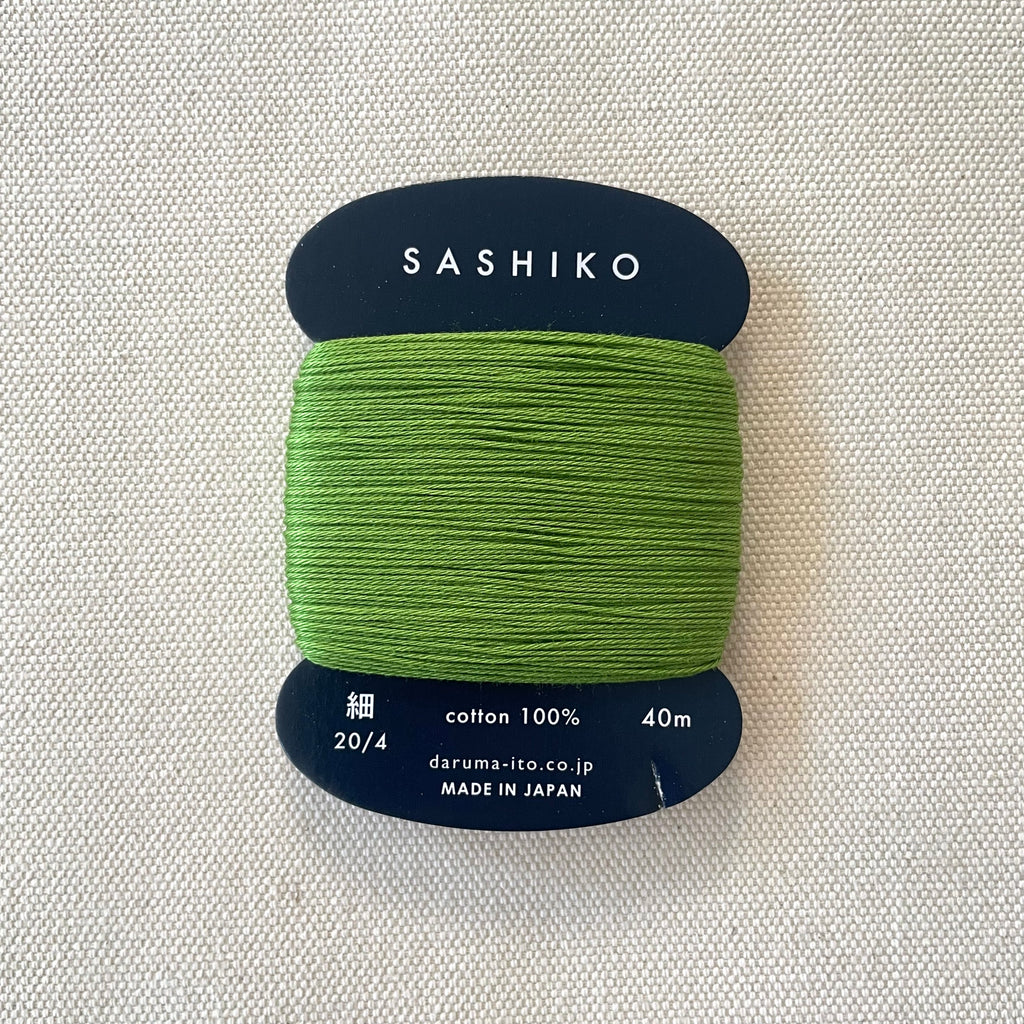 SASHIKO
細 cotton 100% 40m
20/4
daruma-ito.co.jp
MADE IN JAPAN